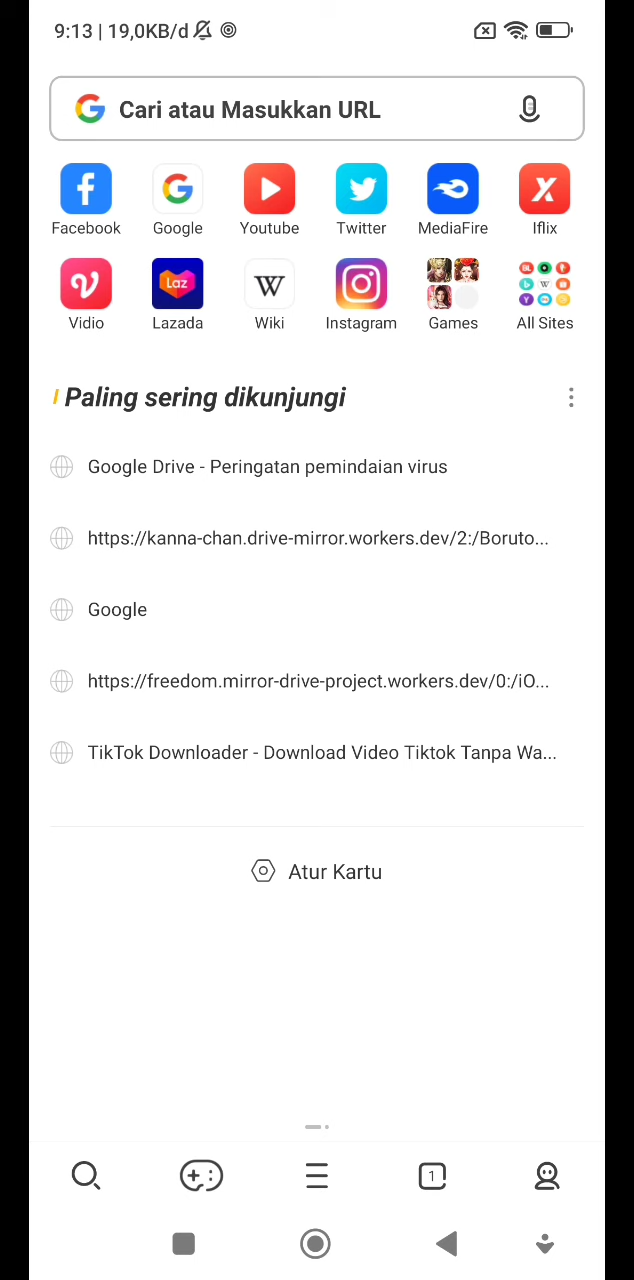 9:13 | 19,0KB/d
Cari atau Masukkan URL
Facebook Google Youtube Twitter MediaFire Iflix
Laz
Vidio Lazada Wiki Instagram Games All Sites
Paling sering dikunjungi
Google Drive - Peringatan pemindaian virus
https://kanna-chan.drive-mirror.workers.dev/2:/Boruto...
Google
https://freedom.mirror-drive-project.workers.dev/0:/iO...
TikTok Downloader - Download Video Tiktok Tanpa Wa...
Atur Kartu
1